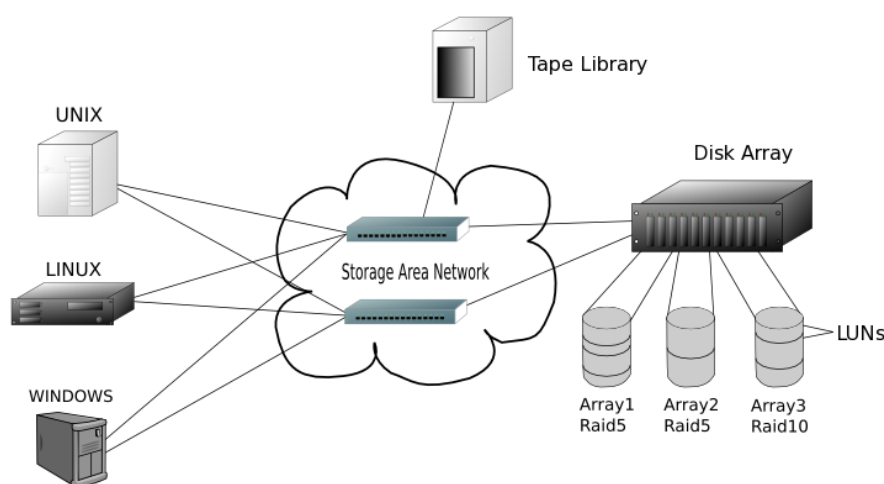 Tape Library
UNIX
Disk Array
LINUX
Storage Area Network
LUNs
WINDOWS
Array1
Raid5
Array2
Raid5
Array3
Raid10